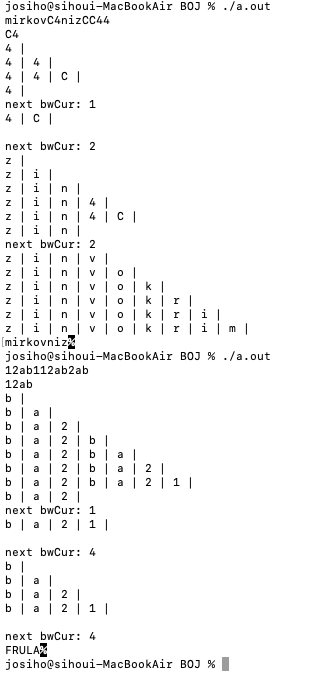 josiho@sihoui-MacBookAir BOJ % ./a.out
mirkovC4nizCC44
C4
4 |
4 | 4 |
4 | 4 | C |
4 |
next bwCur: 1
4 | C |
next bwCur: 2
z |
z | i |
z | i | n |
z | i | n | 4 |
z | i | n | 4 | C |
z | i | n |
next bwCur: 2
z | i | n | v |
z | i | n | v | o |
z | i | n | v | o | k |
z | i | n | v | o | k | r |
z | i | n | v | o | k | r | i |
z | i | n | v | o | k | r | i | m |
mirkovniz%
josiho@sihoui-MacBookAir BOJ % ./a.out
12ab112ab2ab
12ab
b |
b | a |
b | a | 2 |
b | a | 2 | b |
b | a | 2 | b | a |
b | a | 2 | b | a | 2 |
b | a | 2 | b | a | 2 | 1 |
b | a | 2 |
next bwCur: 1
b | a | 2 | 1 |
next bwCur: 4
b |
b | a |
b | a | 2 |
b | a | 2 | 1 |
next bwCur: 4
FRULA%
josiho@sihoui-MacBookAir BOJ %